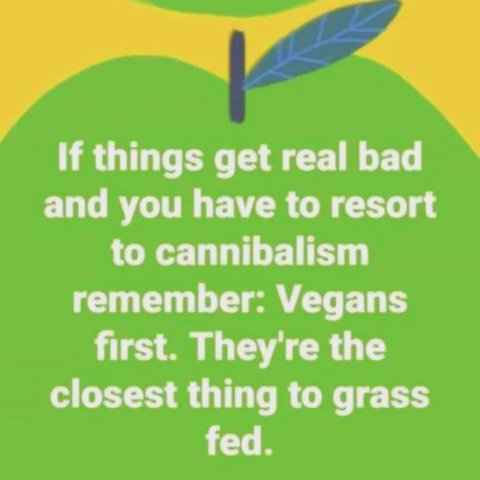 If things get real bad
and you have to resort
to cannibalism
remember: Vegans
first. They're the
closest thing to grass
fed.